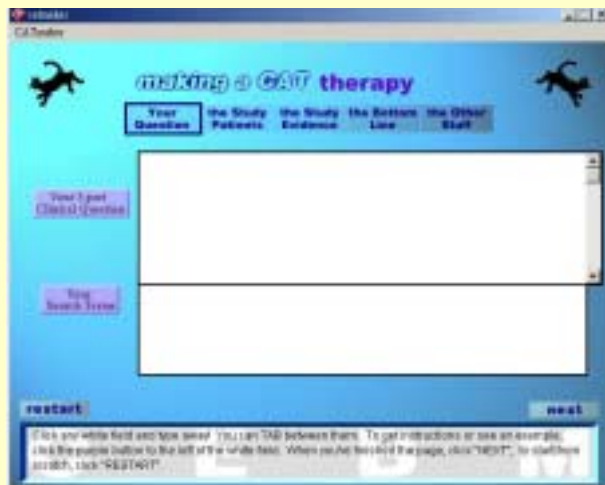 CATmaker
making a CAT therapy
Your
Question
the Study
Patients
the Study
Evidence
the Bottom
Line
the Other
Stuff
Your 3 part
Clinical Question
Your
Search Terms
restart
next
Click any white field and type away! You can TAB between them. To get instructions or see an example,
click the purple button to the left of the white field. When you've finished the page, click "NEXT", to start from
scratch, click "RESTART".